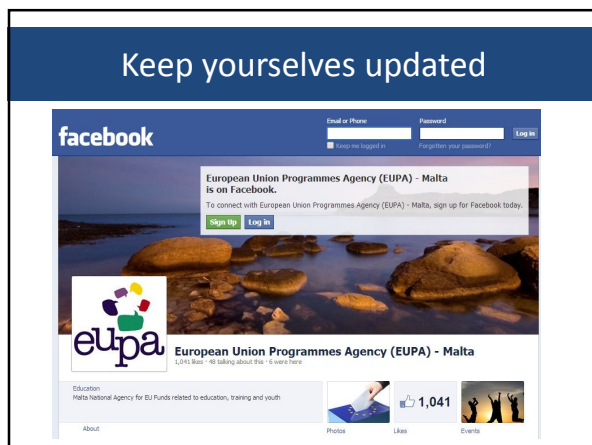 Keep yourselves updated
facebook
Email or Phone
Password
Log in
Keep me logged in
Forgotten your password?
European Union Programmes Agency (EUPA) - Malta
is on Facebook.
To connect with European Union Programmes Agency (EUPA) - Malta, sign up for Facebook today.
Sign Up
Log in
eupa
European Union Programmes Agency (EUPA) - Malta
1,041 likes · 48 talking about this · 6 were here
Education
Malta National Agency for EU Funds related to education, training and youth
1,041
About
Photos
Likes
Events